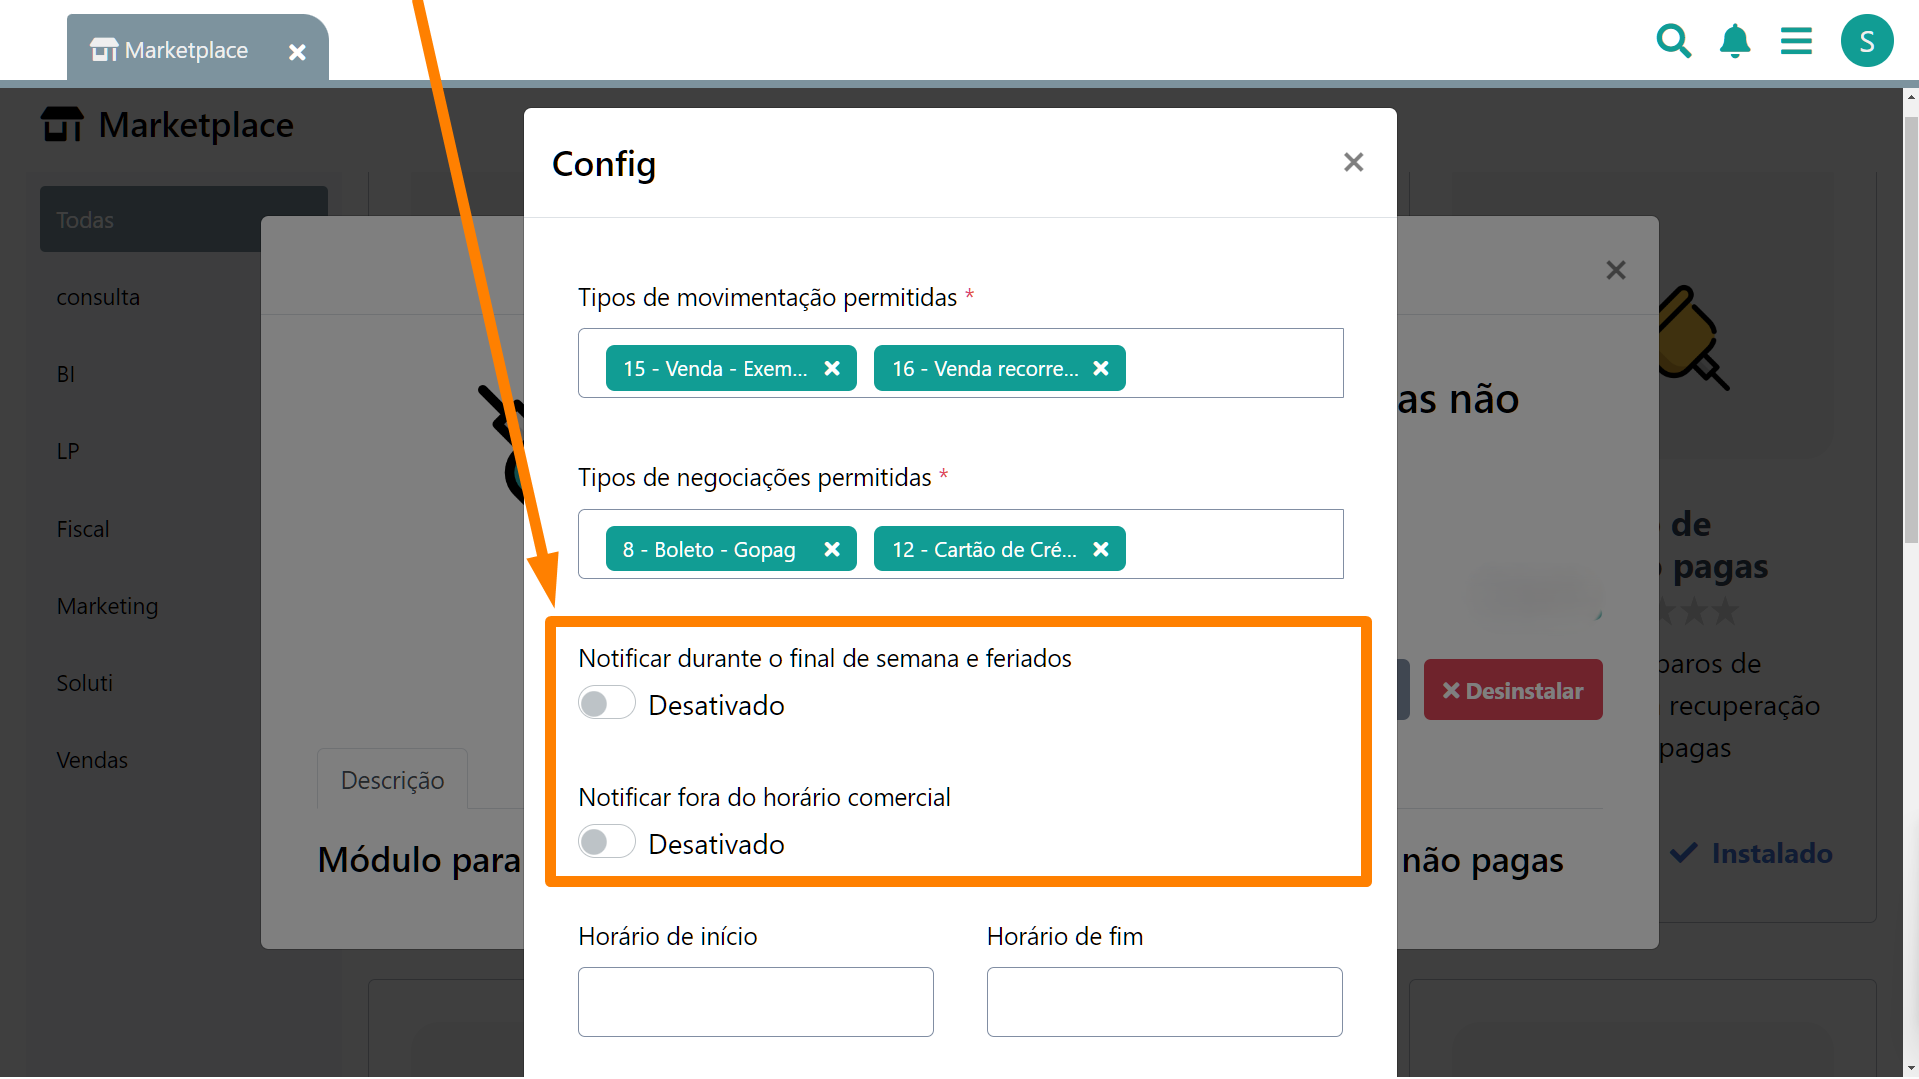 Marketplace
S
Marketplace
Config
Todas
consulta
BI
LP
Fiscal
Marketing
Soluti
Vendas
Tipos de movimentação permitidas *
15 - Venda - Exem...
16 - Venda recorre...
as não
Tipos de negociações permitidas *
8 - Boleto - Gopag
12 - Cartão de Cré...
de
pagas
Notificar durante o final de semana e feriados
Desativado
Desinstalar
paros de
recuperação
pagas
Descrição
Notificar fora do horário comercial
Desativado
Módulo para
não pagas
Instalado
Horário de início
Horário de fim